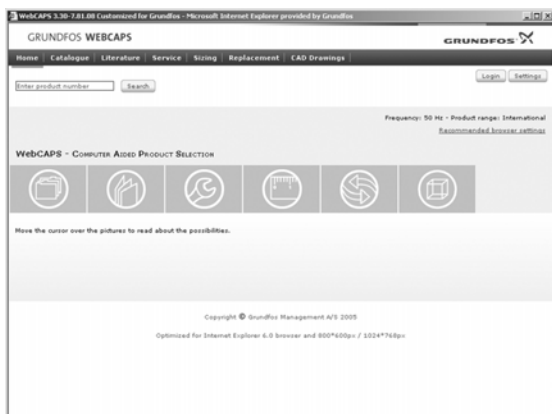 WebCAPS 3.30-7.81.08 Customized for Grundfos - Microsoft Internet Explorer provided by Grundfos
GRUNDFOS WEBCAPS
GRUNDFOS
Home | Catalogue | Literature | Service | Sizing | Replacement | CAD Drawings
Login Settings
Enter product number Search
Frequency: 50 Hz - Product range: International
Recommended browser settings
WebCAPS - Computer Aided Product Selection
Move the cursor over the pictures to read about the possibilities.
Copyright © Grundfos Management A/S 2005
Optimized for Internet Explorer 6.0 browser and 800*600px / 1024*768px